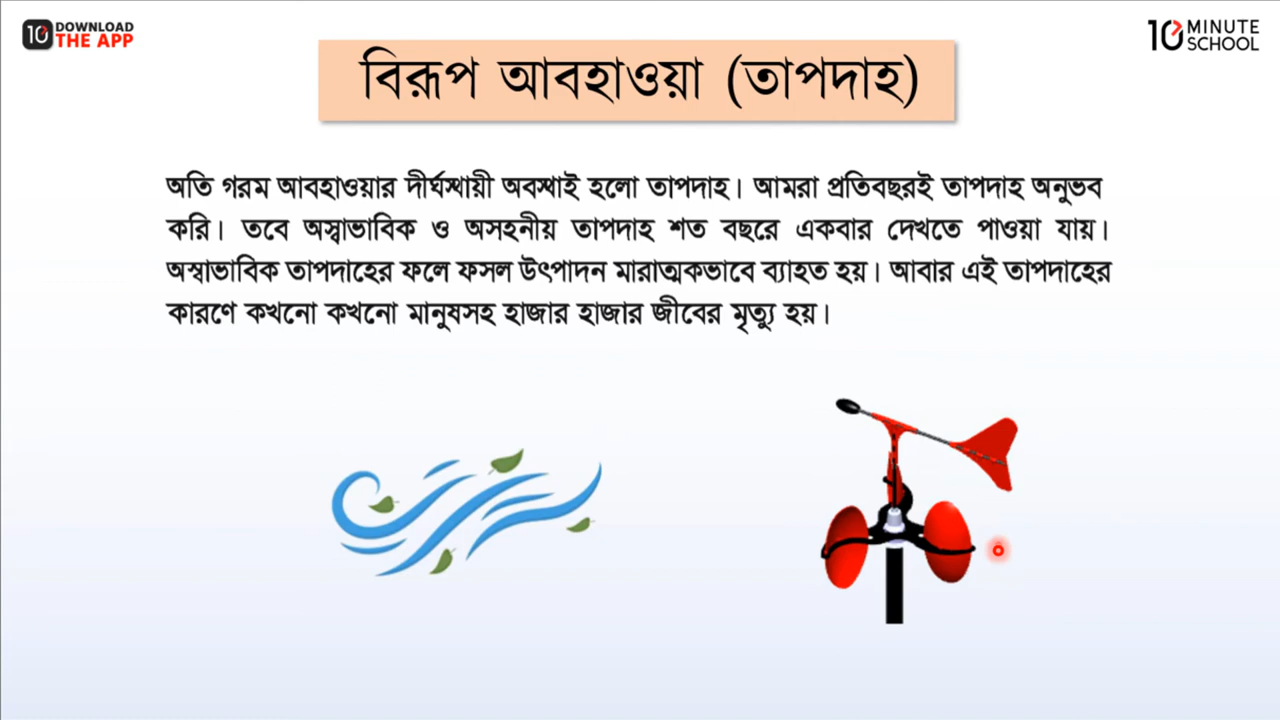 10 DOWNLOAD THE APP
10 MINUTE SCHOOL
বিরূপ আবহাওয়া (তাপদাহ)
অতি গরম আবহাওয়ার দীর্ঘস্থায়ী অবস্থাই হলো তাপদাহ। আমরা প্রতিবছরই তাপদাহ অনুভব
করি। তবে অস্বাভাবিক ও অসহনীয় তাপদাহ শত বছরে একবার দেখতে পাওয়া যায়।
অস্বাভাবিক তাপদাহের ফলে ফসল উৎপাদন মারাত্মকভাবে ব্যাহত হয়। আবার এই তাপদাহের
কারণে কখনো কখনো মানুষসহ হাজার হাজার জীবের মৃত্যু হয়।